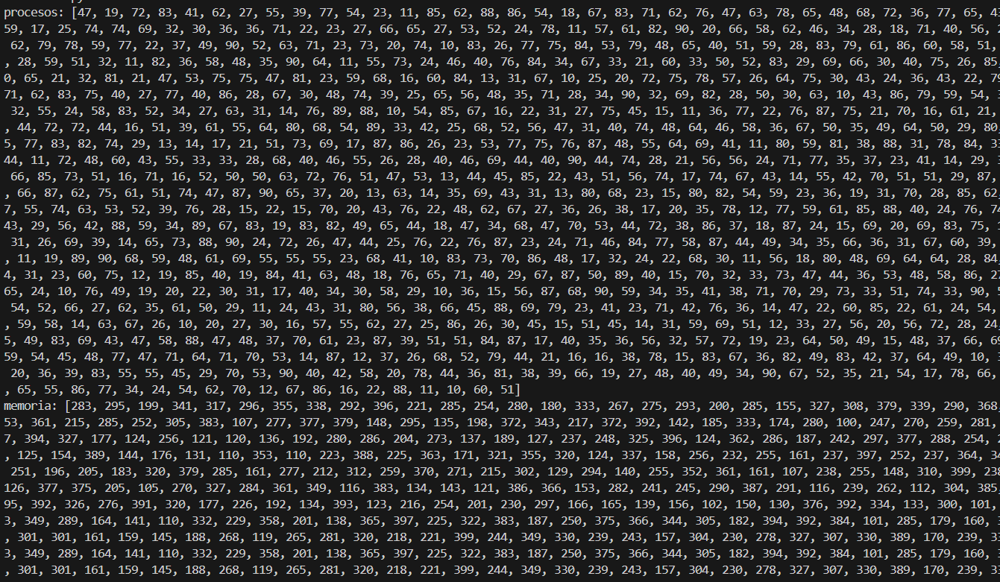 procesos: [47, 19, 72, 83, 41, 62, 27, 55, 39, 77, 54, 23, 11, 85, 62, 88, 86, 54, 18, 67, 83, 71, 62, 76, 47, 63, 78, 65, 48, 68, 72, 36, 77, 65, 43
59, 17, 25, 74, 74, 69, 32, 30, 36, 36, 71, 22, 23, 27, 66, 65, 27, 53, 52, 24, 78, 11, 57, 61, 82, 90, 20, 66, 58, 62, 46, 34, 28, 18, 71, 40, 56,
62, 79, 78, 59, 77, 22, 37, 49, 90, 52, 63, 71, 23, 73, 20, 74, 10, 83, 26, 77, 75, 84, 53, 79, 48, 65, 40, 51, 59, 28, 83, 79, 61, 86, 60, 58, 51,
, 28, 59, 51, 32, 11, 82, 36, 58, 48, 35, 90, 64, 11, 55, 73, 24, 46, 40, 76, 84, 34, 67, 33, 21, 60, 33, 50, 52, 83, 29, 69, 66, 30, 40, 75, 26, 85,
0, 65, 21, 32, 81, 21, 47, 53, 75, 75, 47, 81, 23, 59, 68, 16, 60, 84, 13, 31, 67, 10, 25, 20, 72, 75, 78, 57, 26, 64, 75, 30, 43, 24, 36, 43, 22, 79
71, 62, 83, 75, 40, 27, 77, 40, 86, 28, 67, 30, 48, 74, 39, 25, 65, 56, 48, 35, 71, 28, 34, 90, 32, 69, 82, 28, 50, 30, 63, 10, 43, 86, 79, 59, 54,
32, 55, 24, 58, 83, 52, 34, 27, 63, 31, 14, 76, 89, 88, 10, 54, 85, 67, 16, 22, 31, 27, 75, 45, 15, 11, 36, 77, 22, 76, 87, 75, 21, 70, 16, 61, 21,
, 44, 72, 72, 44, 16, 51, 39, 61, 55, 64, 80, 68, 54, 89, 33, 42, 25, 68, 52, 56, 47, 31, 40, 74, 48, 64, 46, 58, 36, 67, 50, 35, 49, 64, 50, 29, 80,
5, 77, 83, 82, 74, 29, 13, 14, 17, 21, 51, 73, 69, 17, 87, 86, 26, 23, 53, 77, 75, 76, 87, 48, 55, 64, 69, 41, 11, 80, 59, 81, 38, 88, 31, 78, 84, 33
44, 11, 72, 48, 60, 43, 55, 33, 33, 28, 68, 40, 46, 55, 26, 28, 40, 46, 69, 44, 40, 90, 44, 74, 28, 21, 56, 56, 24, 71, 77, 35, 37, 23, 41, 14, 29,
66, 85, 73, 51, 16, 71, 16, 52, 50, 50, 63, 72, 76, 51, 47, 53, 13, 44, 45, 85, 22, 43, 51, 56, 74, 17, 74, 67, 43, 14, 55, 42, 70, 51, 51, 29, 87,
, 66, 87, 62, 75, 61, 51, 74, 47, 87, 90, 65, 37, 20, 13, 63, 14, 35, 69, 43, 31, 13, 80, 68, 23, 15, 80, 82, 54, 59, 23, 36, 19, 31, 70, 28, 85, 62,
7, 55, 74, 63, 53, 52, 39, 76, 28, 15, 22, 15, 70, 20, 43, 76, 22, 48, 62, 67, 27, 36, 26, 38, 17, 20, 35, 78, 12, 77, 59, 61, 85, 88, 40, 24, 76, 74
43, 29, 56, 42, 88, 59, 34, 89, 67, 83, 19, 83, 82, 49, 65, 44, 18, 47, 34, 68, 47, 70, 53, 44, 72, 38, 86, 37, 18, 87, 24, 15, 69, 20, 69, 83, 75,
31, 26, 69, 39, 14, 65, 73, 88, 90, 24, 72, 26, 47, 44, 25, 76, 22, 76, 87, 23, 24, 71, 46, 84, 77, 58, 87, 44, 49, 34, 35, 66, 36, 31, 67, 60, 39,
, 11, 19, 89, 90, 68, 59, 48, 61, 69, 55, 55, 55, 23, 68, 41, 10, 83, 73, 70, 86, 48, 17, 32, 24, 22, 68, 30, 11, 56, 18, 80, 48, 69, 64, 64, 28, 84,
4, 31, 23, 60, 75, 12, 19, 85, 40, 19, 84, 41, 63, 48, 18, 76, 65, 71, 40, 29, 67, 87, 50, 89, 40, 15, 70, 32, 33, 73, 47, 44, 36, 53, 48, 58, 86, 27
65, 24, 10, 76, 49, 19, 20, 22, 30, 31, 17, 40, 34, 30, 58, 29, 10, 36, 15, 56, 87, 68, 90, 59, 34, 35, 41, 38, 71, 70, 29, 73, 33, 51, 74, 33, 90,
54, 52, 66, 27, 62, 35, 61, 50, 29, 11, 24, 43, 31, 80, 56, 38, 66, 45, 88, 69, 79, 23, 41, 23, 71, 42, 76, 36, 14, 47, 22, 60, 85, 22, 61, 24, 54,
, 59, 58, 14, 63, 67, 26, 10, 20, 27, 30, 16, 57, 55, 62, 27, 25, 86, 26, 30, 45, 15, 51, 45, 14, 31, 59, 69, 51, 12, 33, 27, 56, 20, 56, 72, 28, 24,
5, 49, 83, 69, 43, 47, 58, 88, 47, 48, 37, 70, 61, 23, 87, 39, 51, 51, 84, 87, 17, 40, 35, 36, 56, 32, 57, 72, 19, 23, 64, 50, 49, 15, 48, 37, 66, 69
59, 54, 45, 48, 77, 47, 71, 64, 71, 70, 53, 14, 87, 12, 37, 26, 68, 52, 79, 44, 21, 16, 16, 38, 78, 15, 83, 67, 36, 82, 49, 83, 42, 37, 64, 49, 10,
20, 36, 39, 83, 55, 55, 45, 29, 70, 53, 90, 40, 42, 58, 20, 78, 44, 36, 81, 38, 39, 66, 19, 27, 48, 40, 49, 34, 90, 67, 52, 35, 21, 54, 17, 78, 66,
, 65, 55, 86, 77, 34, 24, 54, 62, 70, 12, 67, 86, 16, 22, 88, 11, 10, 60, 51]
memoria: [283, 295, 199, 341, 317, 296, 355, 338, 292, 396, 221, 285, 254, 280, 180, 333, 267, 275, 293, 200, 285, 155, 327, 308, 379, 339, 290, 368,
53, 361, 215, 285, 252, 305, 383, 107, 277, 377, 379, 148, 295, 135, 198, 372, 343, 217, 372, 392, 142, 185, 333, 174, 280, 100, 247, 270, 259, 281,
7, 394, 327, 177, 124, 256, 121, 120, 136, 192, 280, 286, 204, 273, 137, 189, 127, 237, 248, 325, 396, 124, 362, 286, 187, 242, 297, 377, 288, 254,
, 125, 154, 389, 144, 176, 131, 110, 353, 110, 223, 388, 225, 363, 171, 321, 355, 320, 124, 337, 158, 256, 232, 255, 161, 237, 397, 252, 237, 364,
251, 196, 205, 183, 320, 379, 285, 161, 277, 212, 312, 259, 370, 271, 215, 302, 129, 294, 140, 255, 352, 361, 161, 107, 238, 255, 148, 310, 399, 238
126, 377, 375, 205, 105, 270, 327, 284, 361, 349, 116, 383, 134, 143, 121, 386, 366, 153, 282, 241, 245, 290, 387, 291, 116, 239, 262, 112, 304, 385,
95, 392, 326, 276, 391, 320, 177, 226, 192, 134, 393, 123, 216, 254, 201, 230, 297, 166, 165, 139, 156, 102, 150, 130, 376, 392, 334, 133, 300, 101,
3, 349, 289, 164, 141, 110, 332, 229, 358, 201, 138, 365, 397, 225, 322, 383, 187, 250, 375, 366, 344, 305, 182, 394, 392, 384, 101, 285, 179, 160,
, 301, 301, 161, 159, 145, 188, 268, 119, 265, 281, 320, 218, 221, 399, 244, 349, 330, 239, 243, 157, 304, 230, 278, 327, 307, 330, 389, 170, 239,
3, 349, 289, 164, 141, 110, 332, 229, 358, 201, 138, 365, 397, 225, 322, 383, 187, 250, 375, 366, 344, 305, 182, 394, 392, 384, 101, 285, 179, 160,
, 301, 301, 161, 159, 145, 188, 268, 119, 265, 281, 320, 218, 221, 399, 244, 349, 330, 239, 243, 157, 304, 230, 278, 327, 307, 330, 389, 170, 239,